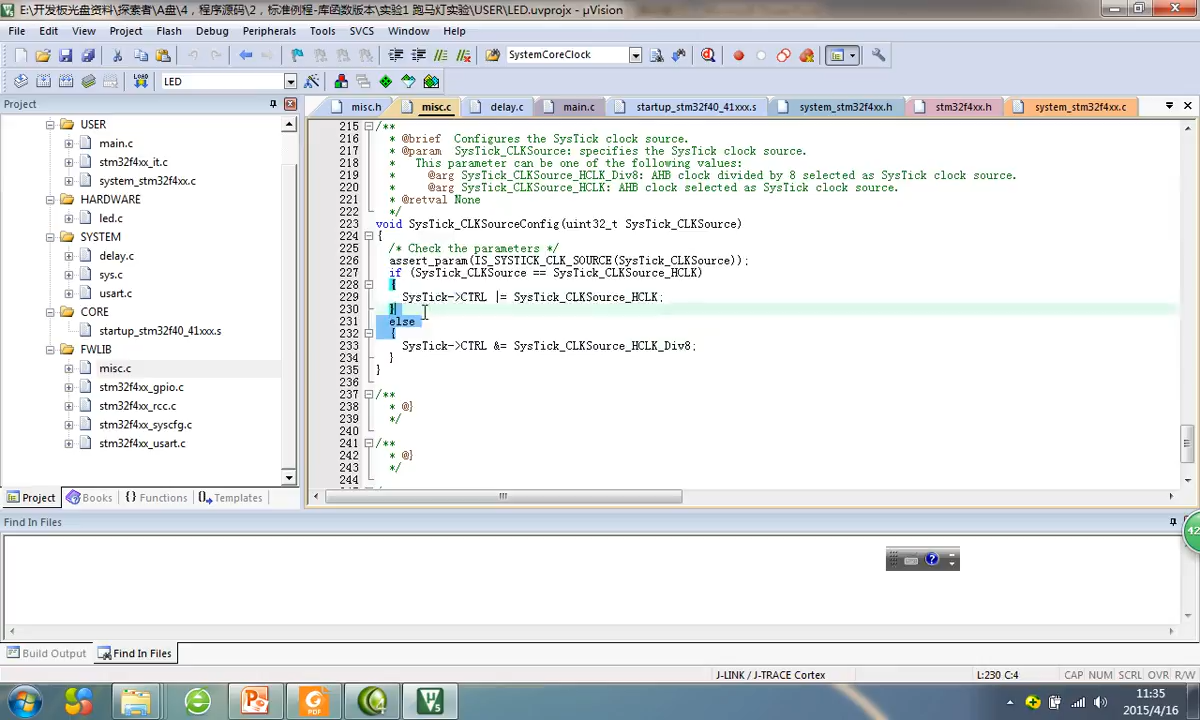 E:\开发板光盘资料\探索者\A盘\4，程序源码\2，标准例程-库函数版本\实验1 跑马灯实验\USER\LED.uvprojx - µVision
File Edit View Project Flash Debug Peripherals Tools SVCS Window Help
SystemCoreClock
LOAD LED
Project
misc.h misc.c delay.c main.c startup_stm32f40_41xxx.s system_stm32f4xx.h stm32f4xx.h system_stm32f4xx.c
USER
main.c
stm32f4xx_it.c
system_stm32f4xx.c
HARDWARE
led.c
SYSTEM
delay.c
sys.c
usart.c
CORE
startup_stm32f40_41xxx.s
FWLIB
misc.c
stm32f4xx_gpio.c
stm32f4xx_rcc.c
stm32f4xx_syscfg.c
stm32f4xx_usart.c
Project Books {} Functions Templates
215 /**
216 * @brief Configures the SysTick clock source.
217 * @param SysTick_CLKSource: specifies the SysTick clock source.
218 * This parameter can be one of the following values:
219 * @arg SysTick_CLKSource_HCLK_Div8: AHB clock divided by 8 selected as SysTick clock source.
220 * @arg SysTick_CLKSource_HCLK: AHB clock selected as SysTick clock source.
221 * @retval None
222 */
223 void SysTick_CLKSourceConfig(uint32_t SysTick_CLKSource)
224 {
225 /* Check the parameters */
226 assert_param(IS_SYSTICK_CLK_SOURCE(SysTick_CLKSource));
227 if (SysTick_CLKSource == SysTick_CLKSource_HCLK)
228 {
229 SysTick->CTRL |= SysTick_CLKSource_HCLK;
230 }
231 else
232 {
233 SysTick->CTRL &= SysTick_CLKSource_HCLK_Div8;
234 }
235 }
236
237 /**
238 * @}
239 */
240
241 /**
242 * @}
243 */
244
Find In Files
42
Build Output Find In Files
J-LINK / J-TRACE Cortex L:230 C:4 CAP NUM SCRL OVR R/W
PDF
11:35
2015/4/16